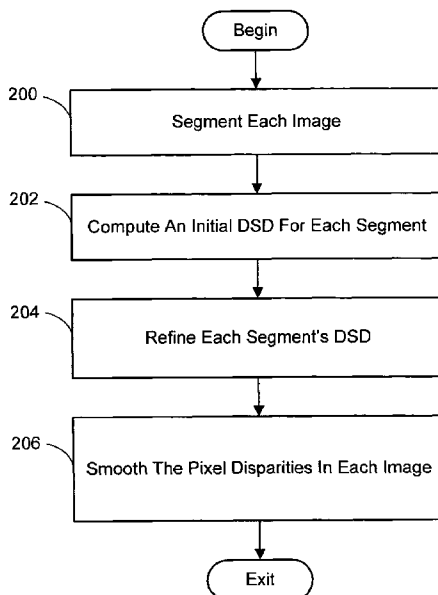 Begin
200
Segment Each Image
202
Compute An Initial DSD For Each Segment
204
Refine Each Segment's DSD
206
Smooth The Pixel Disparities In Each Image
Exit